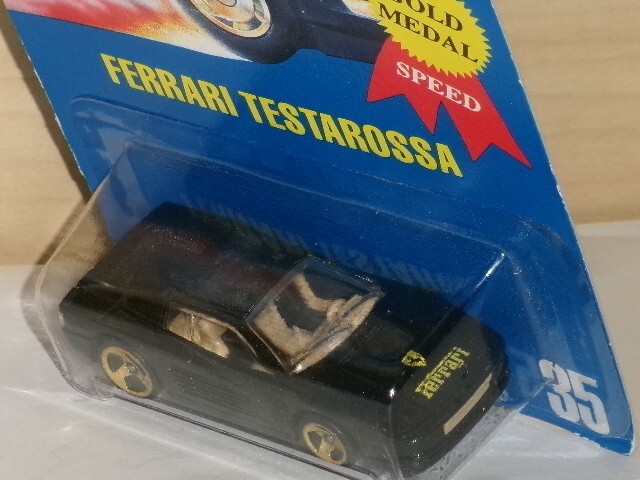 GOLD
MEDAL
SPEED
FERRARI TESTAROSSA
Ferrari
35